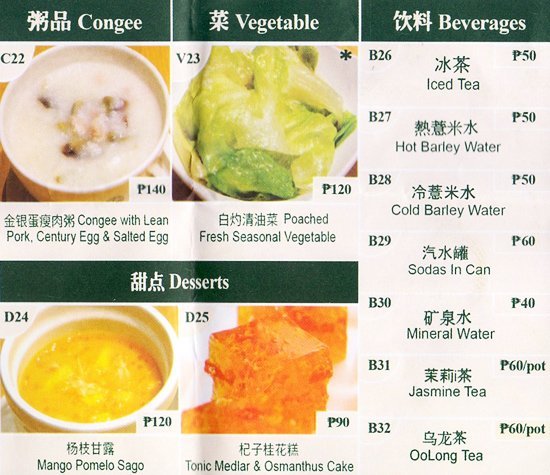 粥品 Congee
C22
₱140
金银蛋瘦肉粥 Congee with Lean
Pork, Century Egg & Salted Egg
菜 Vegetable
V23
*
₱120
白灼清油菜 Poached
Fresh Seasonal Vegetable
甜点 Desserts
D24
₱120
杨枝甘露
Mango Pomelo Sago
D25
₱90
杞子桂花糕
Tonic Medlar & Osmanthus Cake
饮料 Beverages
B26 冰茶 ₱50
Iced Tea
B27 熱薏米水 ₱50
Hot Barley Water
B28 冷薏米水 ₱50
Cold Barley Water
B29 汽水罐 ₱60
Sodas In Can
B30 矿泉水 ₱40
Mineral Water
B31 茉莉茶 ₱60/pot
Jasmine Tea
B32 乌龙茶 ₱60/pot
OoLong Tea